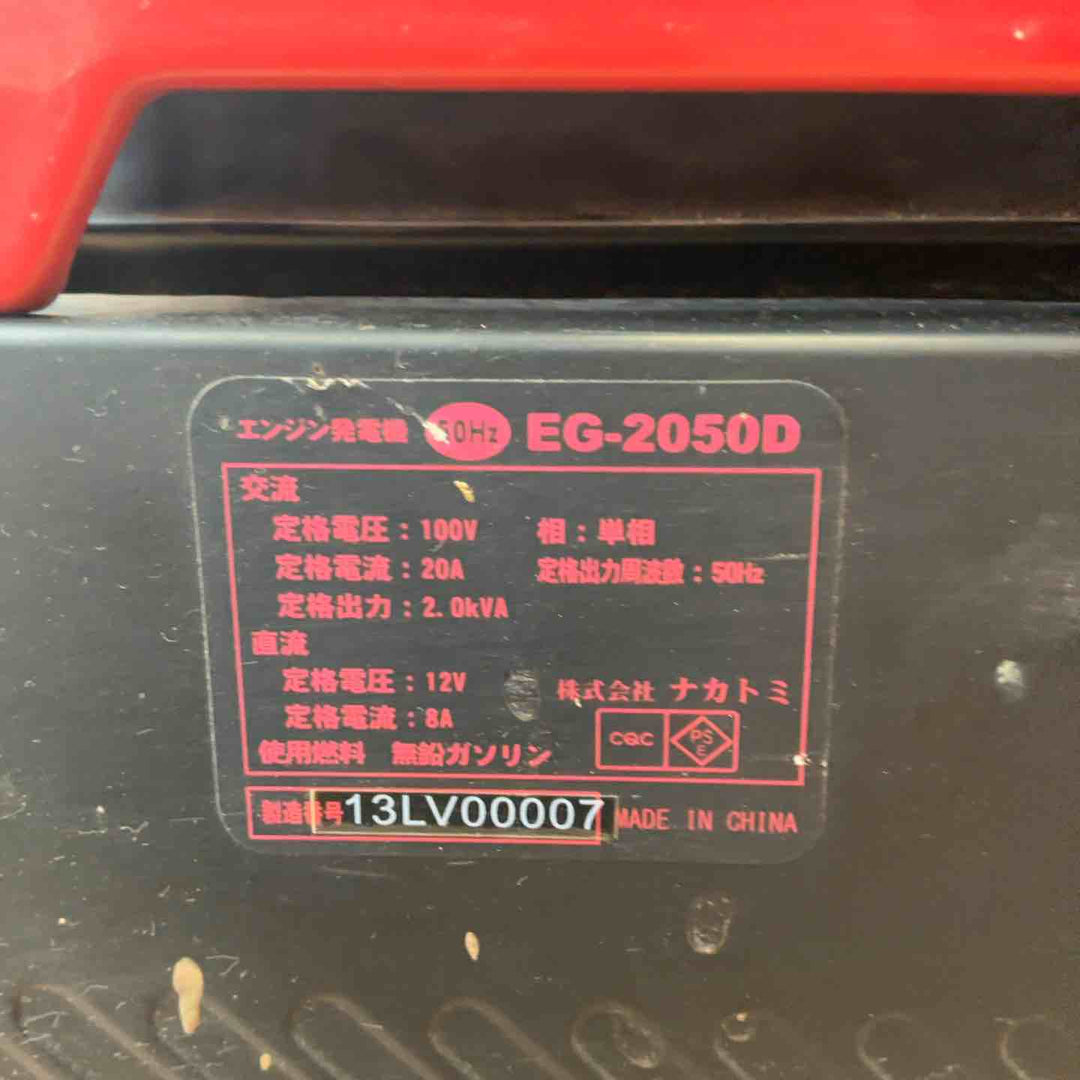 エンジン発電機 50Hz EG-2050D
交流
定格電圧：100V 相：単相
定格電流：20A 定格出力周波数：50Hz
定格出力：2.0kVA
直流
定格電圧：12V
定格電流：8A
株式会社 ナカトミ
使用燃料 無鉛ガソリン
CQC PSE
製造番号 13LV00007 MADE IN CHINA